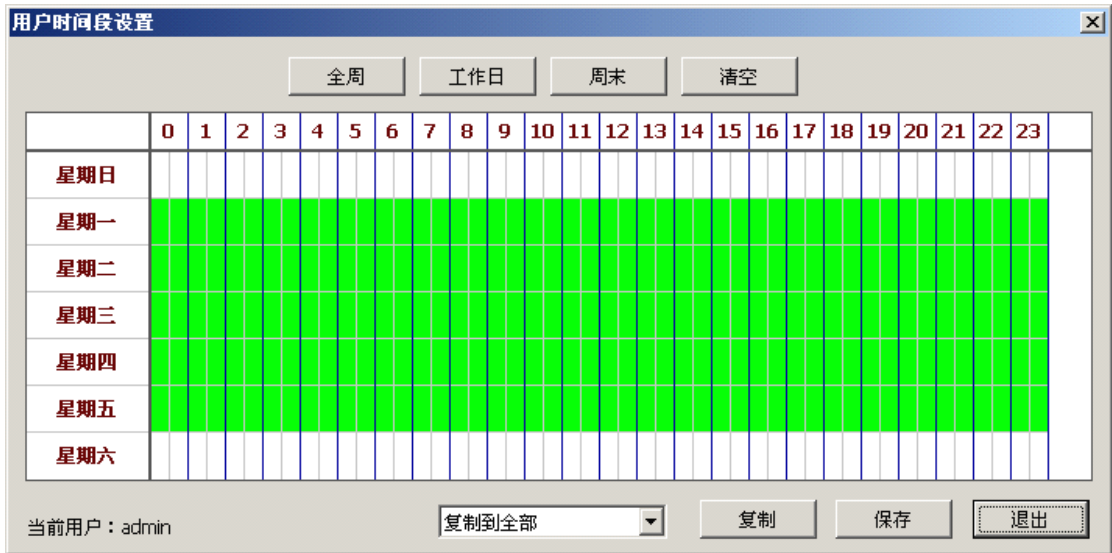 用户时间段设置
全周 工作日 周末 清空
0 1 2 3 4 5 6 7 8 9 10 11 12 13 14 15 16 17 18 19 20 21 22 23
星期日
星期一
星期二
星期三
星期四
星期五
星期六
当前用户：admin 复制到全部 复制 保存 退出